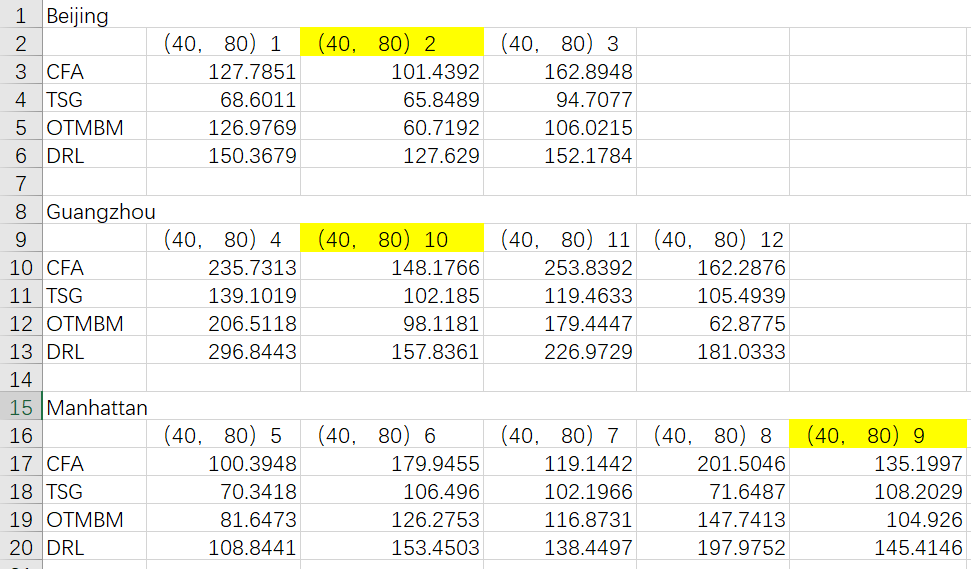 1 Beijing
2 (40, 80) 1 (40, 80) 2 (40, 80) 3
3 CFA 127.7851 101.4392 162.8948
4 TSG 68.6011 65.8489 94.7077
5 OTMBM 126.9769 60.7192 106.0215
6 DRL 150.3679 127.629 152.1784
7
8 Guangzhou
9 (40, 80) 4 (40, 80) 10 (40, 80) 11 (40, 80) 12
10 CFA 235.7313 148.1766 253.8392 162.2876
11 TSG 139.1019 102.185 119.4633 105.4939
12 OTMBM 206.5118 98.1181 179.4447 62.8775
13 DRL 296.8443 157.8361 226.9729 181.0333
14
15 Manhattan
16 (40, 80) 5 (40, 80) 6 (40, 80) 7 (40, 80) 8 (40, 80) 9
17 CFA 100.3948 179.9455 119.1442 201.5046 135.1997
18 TSG 70.3418 106.496 102.1966 71.6487 108.2029
19 OTMBM 81.6473 126.2753 116.8731 147.7413 104.926
20 DRL 108.8441 153.4503 138.4497 197.9752 145.4146